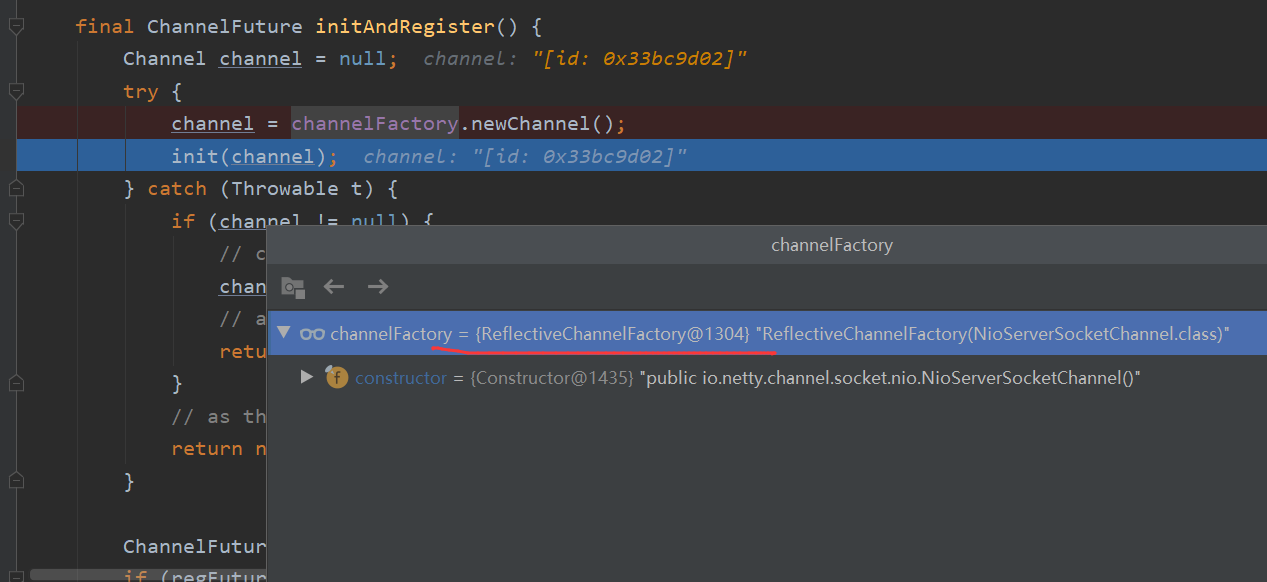 final ChannelFuture initAndRegister() {
Channel channel = null; channel: "[id: 0x33bc9d02]"
try {
channel = channelFactory.newChannel();
init(channel); channel: "[id: 0x33bc9d02]"
} catch (Throwable t) {
if (channel != null) {
// c
chan
// a
retu
}
// as th
return n
}
ChannelFutur
if (regFutur
channelFactory
channelFactory = {ReflectiveChannelFactory@1304} "ReflectiveChannelFactory(NioServerSocketChannel.class)"
f constructor = {Constructor@1435} "public io.netty.channel.socket.nio.NioServerSocketChannel()"